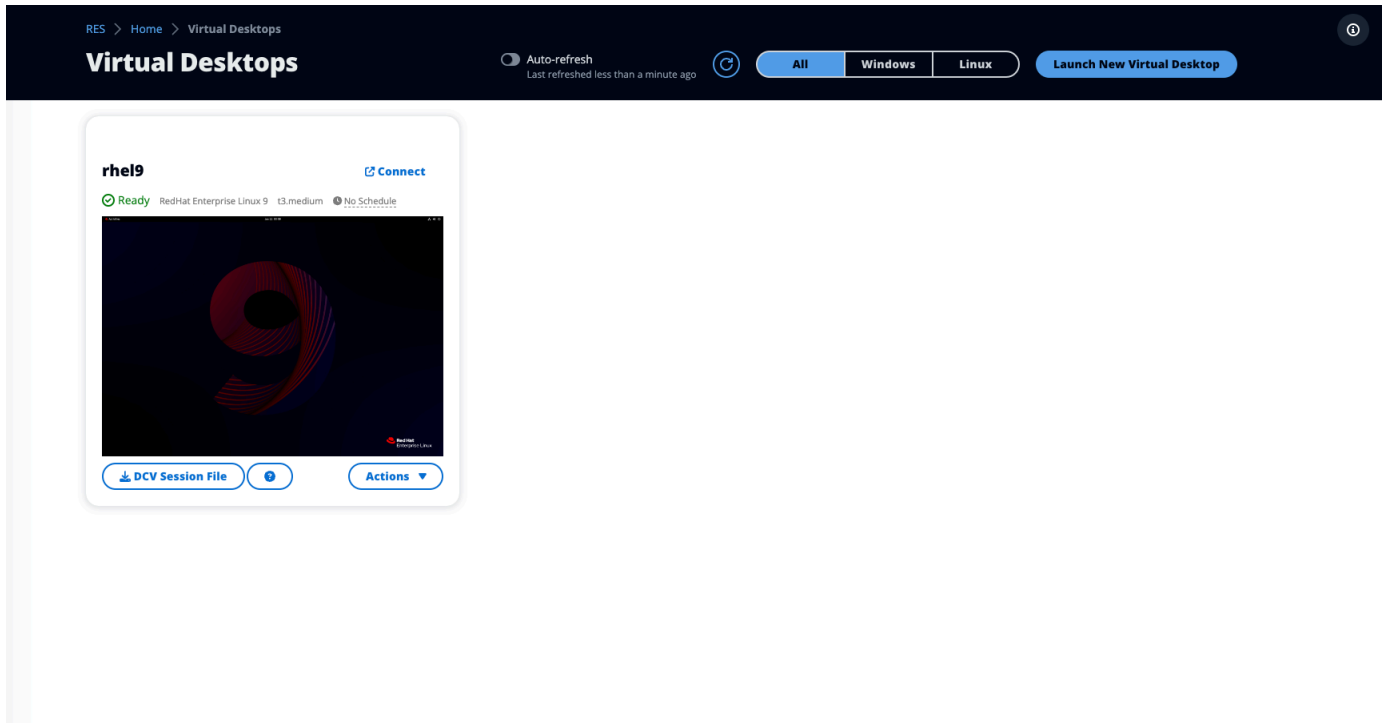 RES > Home > Virtual Desktops
Virtual Desktops
Auto-refresh
Last refreshed less than a minute ago
All Windows Linux
Launch New Virtual Desktop
rhel9
Connect
Ready RedHat Enterprise Linux 9 t3.medium No Schedule
9
Red Hat
Enterprise Linux
DCV Session File
?
Actions